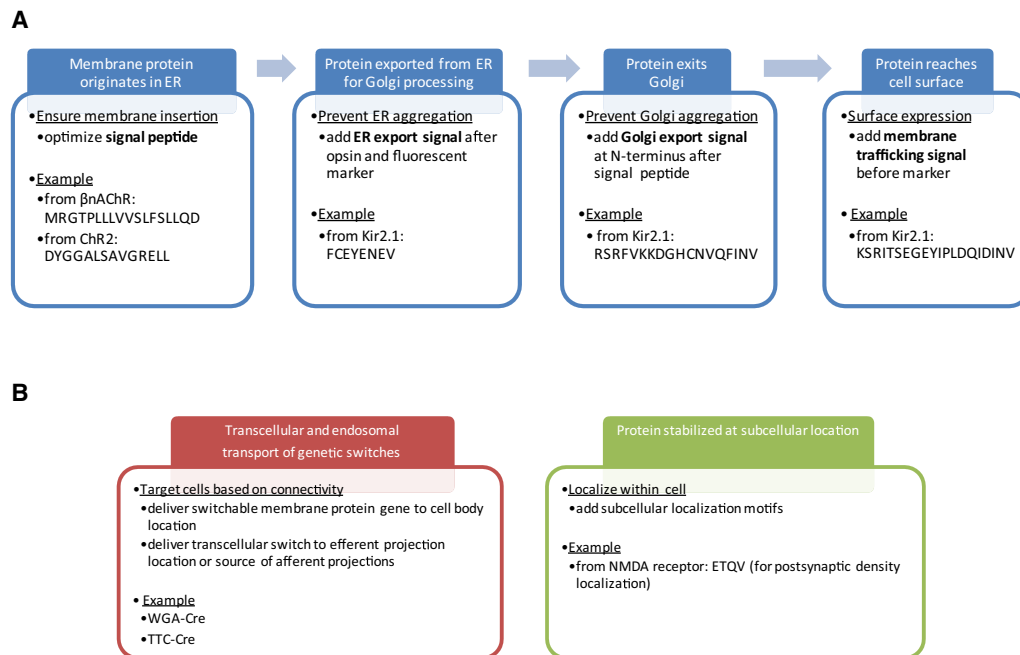 A
Membrane protein
originates in ER
•Ensure membrane insertion
•optimize signal peptide
•Example
•from βnAChR:
MRGTPLLLVVSLFSLLQD
•from ChR2:
DYGGALSAVGRELL
Protein exported from ER
for Golgi processing
•Prevent ER aggregation
•add ER export signal after
opsin and fluorescent
marker
•Example
•from Kir2.1:
FCEYENEV
Protein exits
Golgi
•Prevent Golgi aggregation
•add Golgi export signal
at N-terminus after
signal peptide
•Example
•from Kir2.1:
RSRFVKKDGHCNVQFINV
Protein reaches
cell surface
•Surface expression
•add membrane
trafficking signal
before marker
•Example
•from Kir2.1:
KSRITSEGEYIPLDQIDINV
B
Transcellular and endosomal
transport of genetic switches
•Target cells based on connectivity
•deliver switchable membrane protein gene to cell body
location
•deliver transcellular switch to efferent projection
location or source of afferent projections
• Example
•WGA-Cre
•TTC-Cre
Protein stabilized at subcellular location
•Localize within cell
•add subcellular localization motifs
•Example
•from NMDA receptor: ETQV (for postsynaptic density
localization)